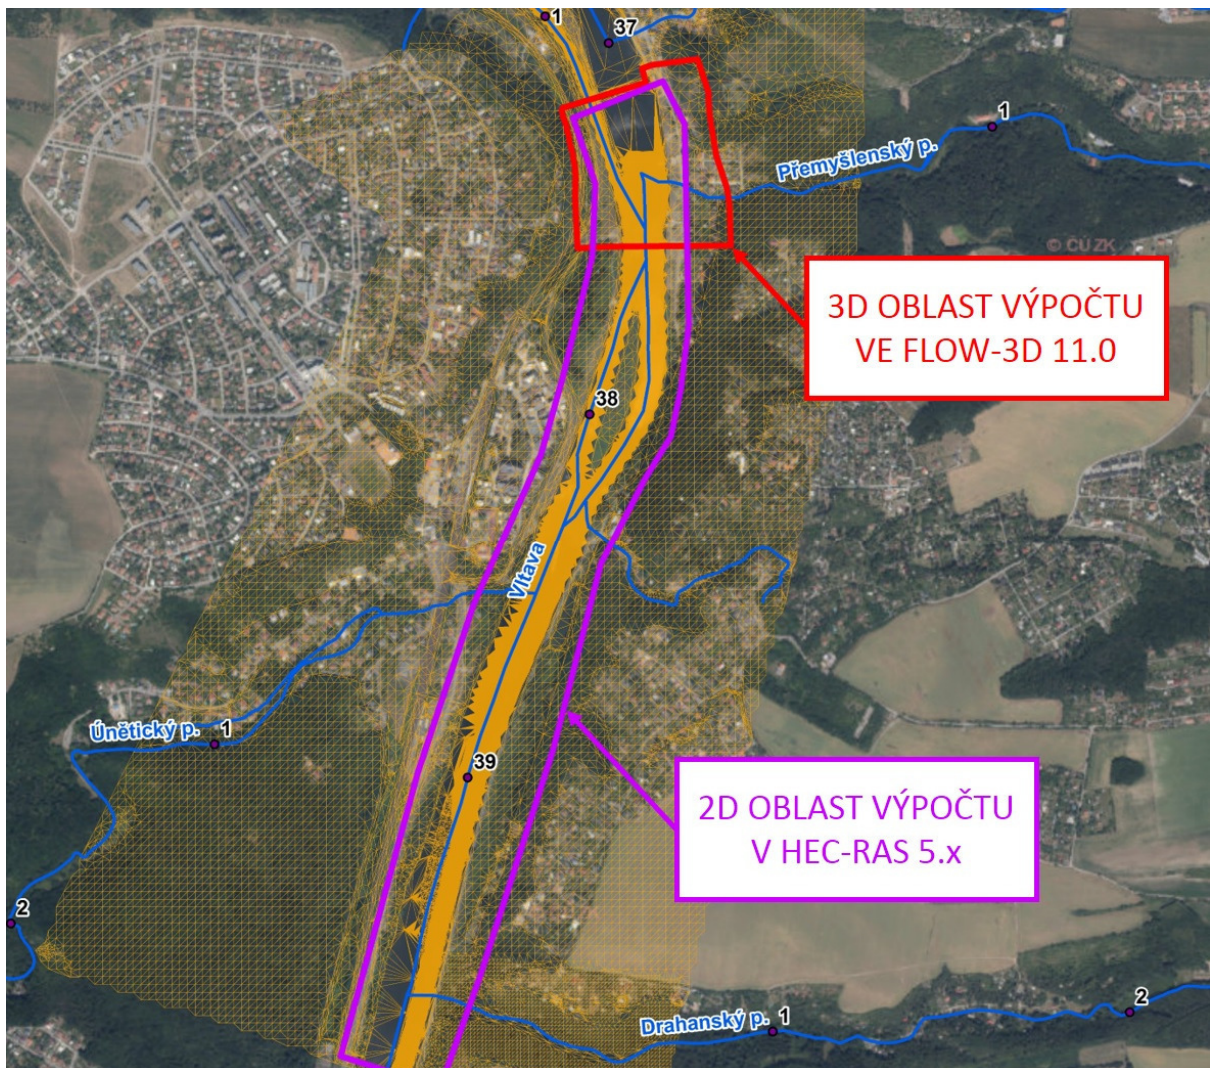 1
37
1
Přemyšlenský p.
© ČÚZK
3D OBLAST VÝPOČTU
VE FLOW-3D 11.0
38
Vltava
Únětický p.
1
39
2D OBLAST VÝPOČTU
V HEC-RAS 5.x
2
2
Drahanský p.
1